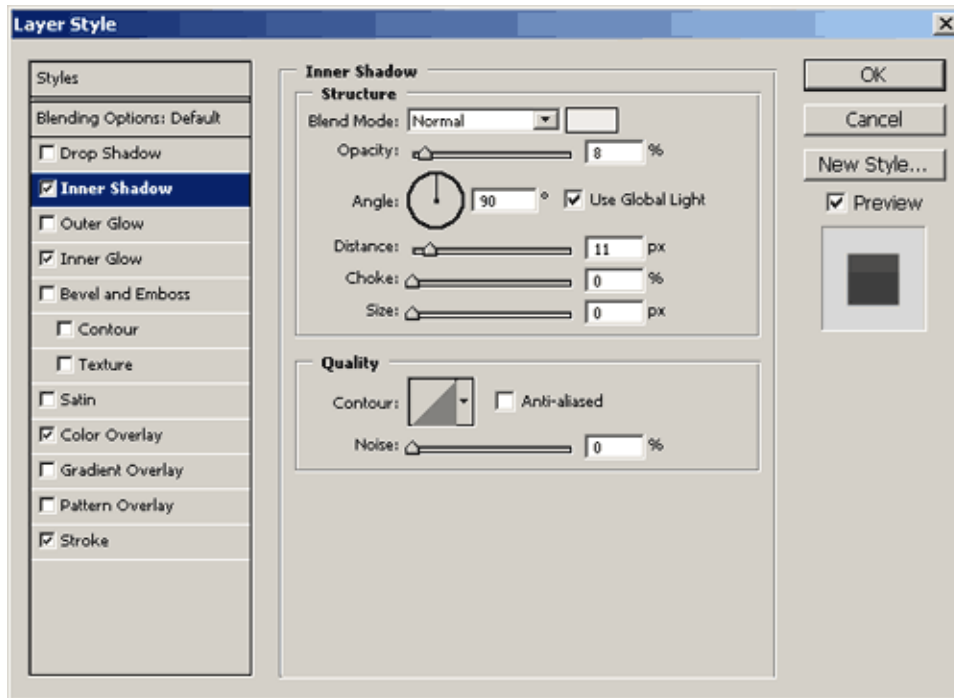 Layer Style
Styles
Blending Options: Default
Drop Shadow
Inner Shadow
Outer Glow
Inner Glow
Bevel and Emboss
Contour
Texture
Satin
Color Overlay
Gradient Overlay
Pattern Overlay
Stroke
Inner Shadow
Structure
Blend Mode: Normal
Opacity: 8 %
Angle: 90 ° Use Global Light
Distance: 11 px
Choke: 0 %
Size: 0 px
Quality
Contour: Anti-aliased
Noise: 0 %
OK
Cancel
New Style...
Preview